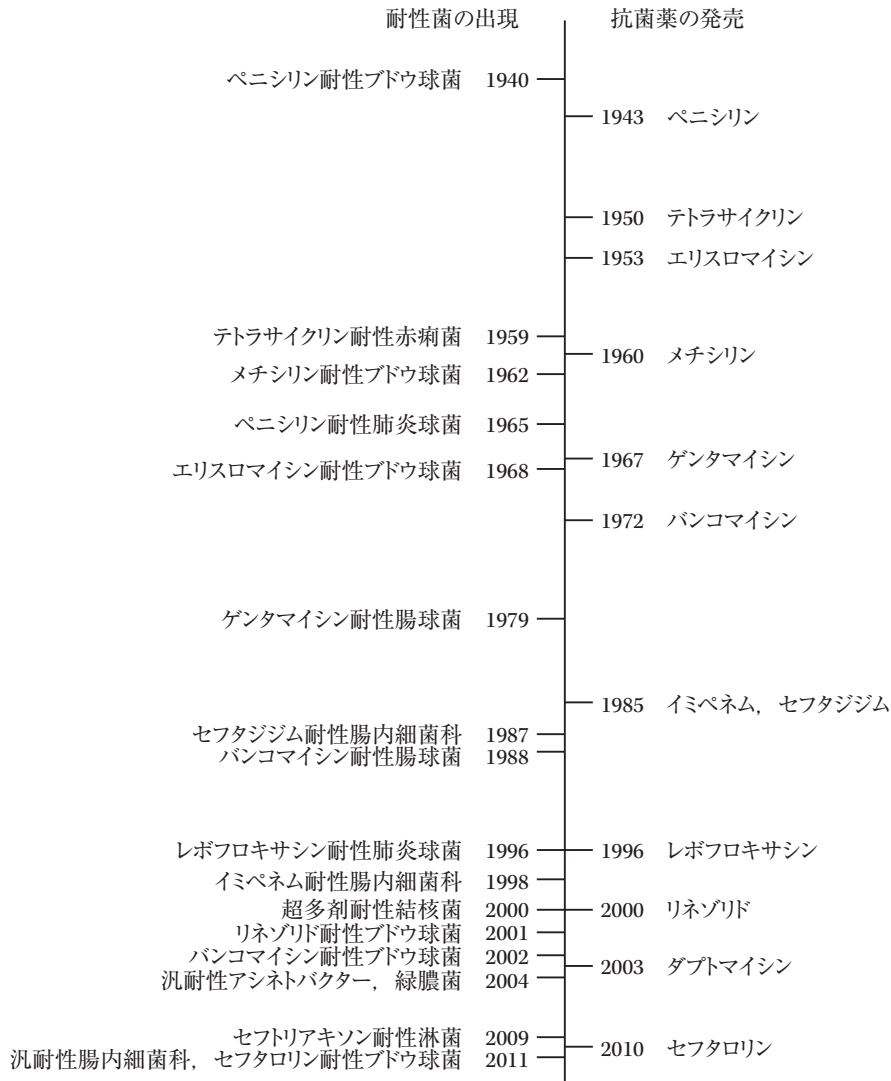 耐性菌の出現 抗菌薬の発売
ペニシリン耐性ブドウ球菌 1940
1943 ペニシリン
1950 テトラサイクリン
1953 エリスロマイシン
テトラサイクリン耐性赤痢菌 1959
1960 メチシリン
メチシリン耐性ブドウ球菌 1962
ペニシリン耐性肺炎球菌 1965
1967 ゲンタマイシン
エリスロマイシン耐性ブドウ球菌 1968
1972 バンコマイシン
ゲンタマイシン耐性腸球菌 1979
1985 イミペネム，セフタジジム
セフタジジム耐性腸内細菌科 1987
バンコマイシン耐性腸球菌 1988
レボフロキサシン耐性肺炎球菌 1996 1996 レボフロキサシン
イミペネム耐性腸内細菌科 1998
超多剤耐性結核菌 2000 2000 リネゾリド
リネゾリド耐性ブドウ球菌 2001
バンコマイシン耐性ブドウ球菌 2002
2003 ダプトマイシン
汎耐性アシネトバクター，緑膿菌 2004
セフトリアキソン耐性淋菌 2009
2010 セフタロリン
汎耐性腸内細菌科，セフタロリン耐性ブドウ球菌 2011